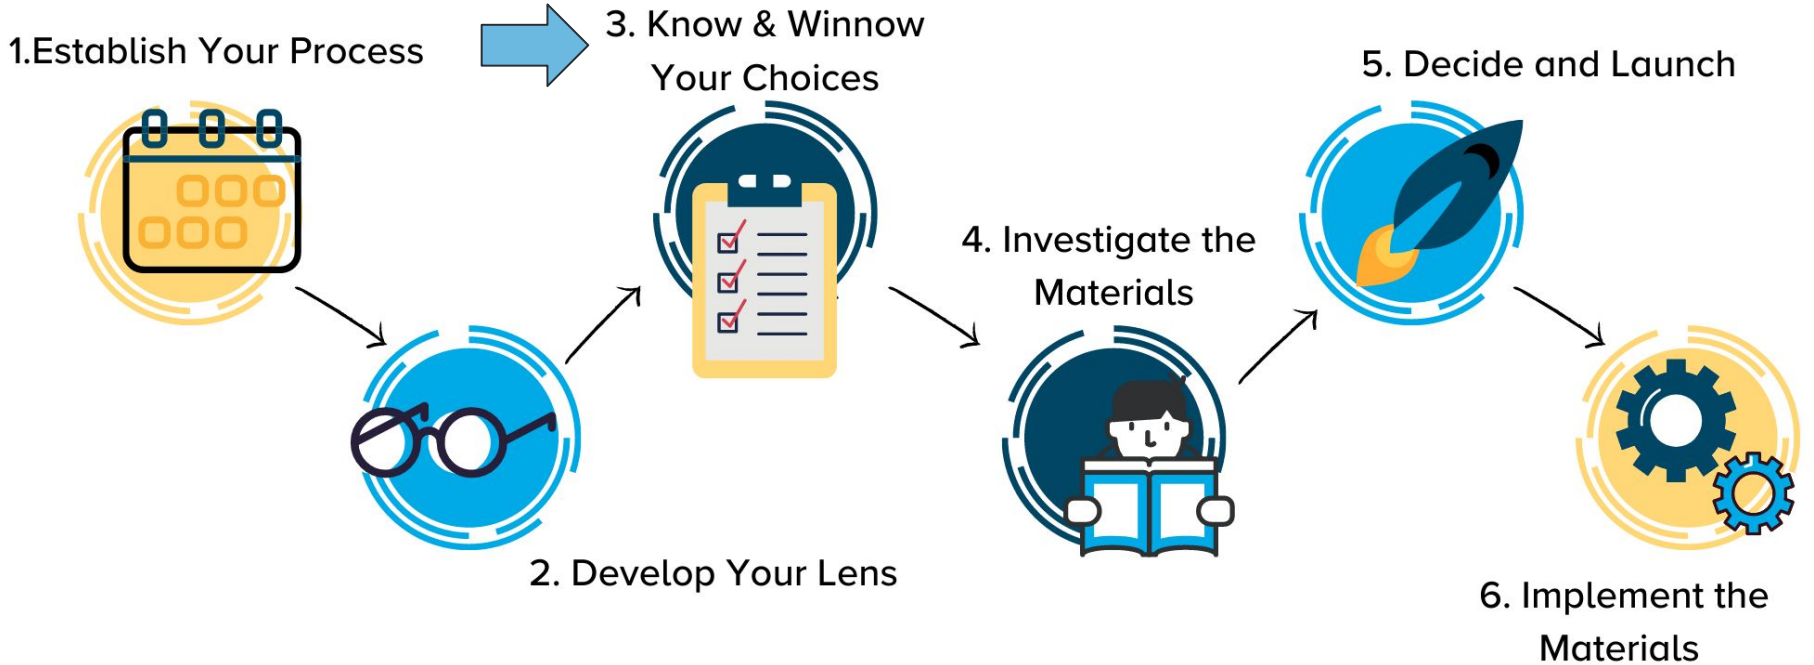 1.Establish Your Process
2. Develop Your Lens
3. Know & Winnow
Your Choices
4. Investigate the
Materials
5. Decide and Launch
6. Implement the
Materials